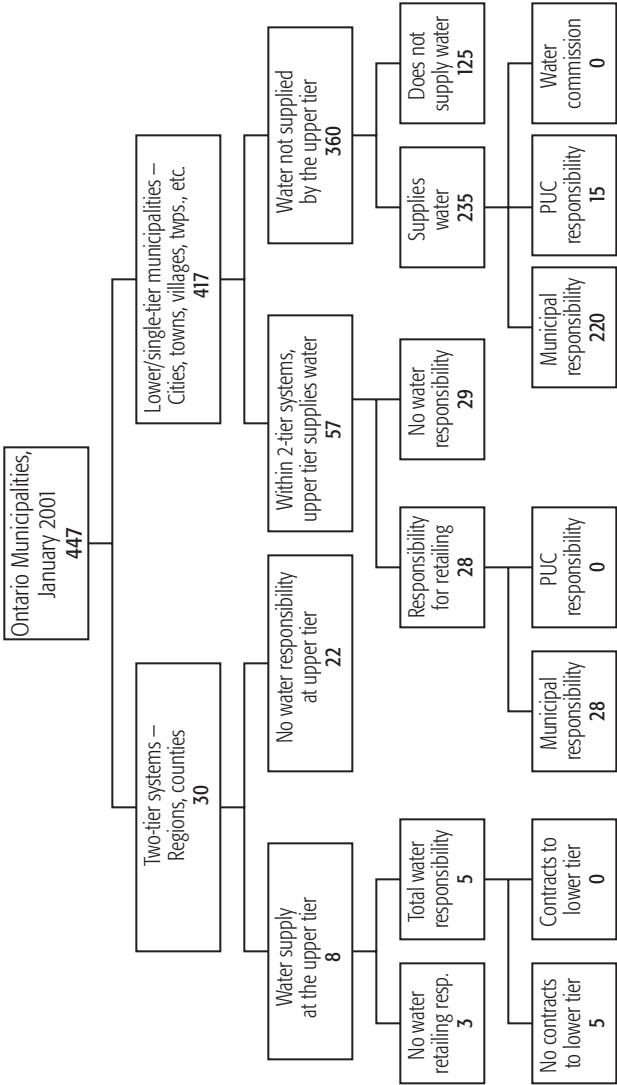 Ontario Municipalities,
January 2001
447
Two-tier systems –
Regions, counties
30
Lower/single-tier municipalities –
Cities, towns, villages, twps., etc.
417
Water supply
at the upper tier
8
No water responsibility
at upper tier
22
Within 2-tier systems,
upper tier supplies water
57
Water not supplied
by the upper tier
360
No water
retailing resp.
3
Total water
responsibility
5
Responsibility
for retailing
28
No water
responsibility
29
Supplies
water
235
Does not
supply water
125
No contracts
to lower tier
5
Contracts to
lower tier
0
Municipal
responsibility
28
PUC
responsibility
0
Municipal
responsibility
220
PUC
responsibility
15
Water
commission
0